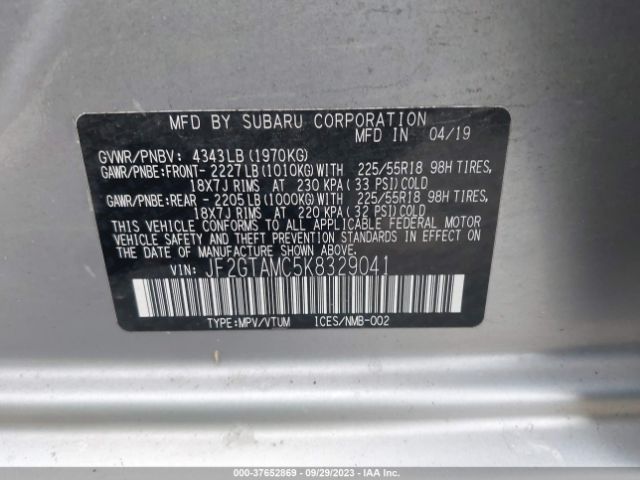 MFD BY SUBARU CORPORATION
MFD IN 04/19
GVWR/PNBV: 4343LB(1970KG)
GAWR/PNBE:FRONT- 2227LB(1010KG)WITH 225/55R18 98H TIRES,
18X7J RIMS AT 230 KPA(33 PSI)COLD
GAWR/PNBE:REAR - 2205LB(1000KG)WITH 225/55R18 98H TIRES,
18X7J RIMS AT 220 KPA(32 PSI)COLD
THIS VEHICLE CONFORMS TO ALL APPLICABLE FEDERAL MOTOR
VEHICLE SAFETY AND THEFT PREVENTION STANDARDS IN EFFECT ON
THE DATE OF MANUFACTURE SHOWN ABOVE.
VIN: JF2GTAMC5K8329041
TYPE:MPV/VTUM ICES/NMB-002
000-37652869 - 09/29/2023 - IAA